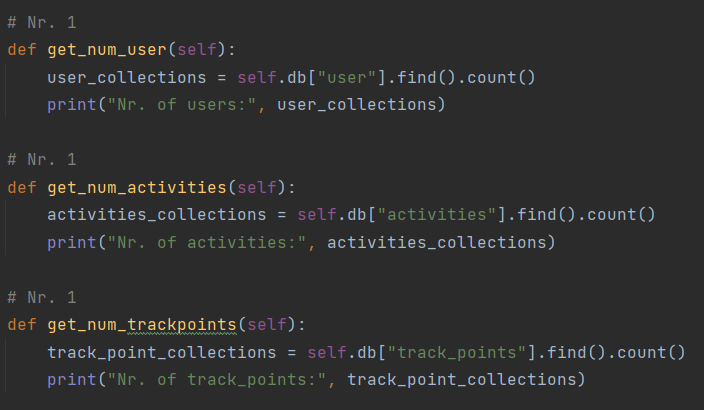 # Nr. 1
def get_num_user(self):
    user_collections = self.db["user"].find().count()
    print("Nr. of users:", user_collections)
# Nr. 1
def get_num_activities(self):
    activities_collections = self.db["activities"].find().count()
    print("Nr. of activities:", activities_collections)
# Nr. 1
def get_num_trackpoints(self):
    track_point_collections = self.db["track_points"].find().count()
    print("Nr. of track_points:", track_point_collections)